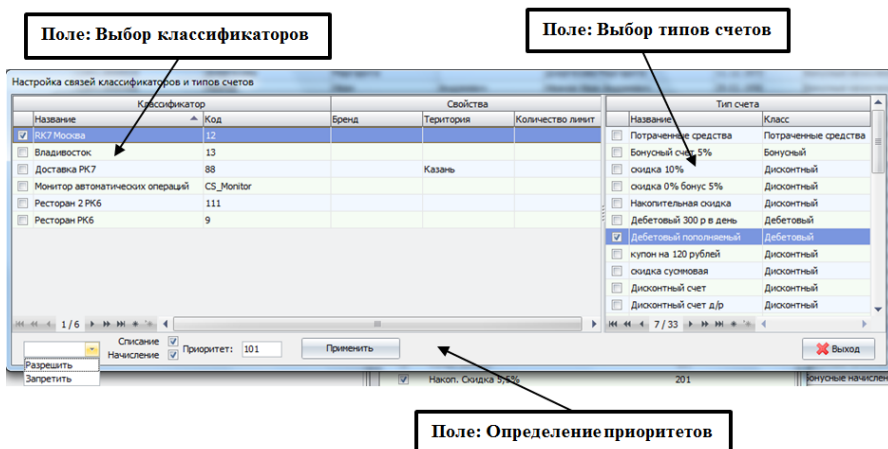 Поле: Выбор классификаторов
Поле: Выбор типов счетов
Настройка связей классификаторов и типов счетов
Классификатор Свойства Тип счета
Название Код Бренд Територия Количество лимит Название Класс
RK7 Москва 12 Потраченные средства Потраченные средства
Владивосток 13 Бонусный счет 5% Бонусный
Доставка РК7 88 Казань скидка 10% Дисконтный
Монитор автоматических операций CS_Monitor скидка 0% бонус 5% Дисконтный
Ресторан 2 РК6 111 Накопительная скидка Дисконтный
Ресторан РК6 9 Дебетовый 300 р в день Дебетовый
Дебетовый пополняемый Дебетовый
купон на 120 рублей Дисконтный
скидка суммовая Дисконтный
Дисконтный счет Дисконтный
Дисконтный счет д/р Дисконтный
1 / 6 7 / 33
Списание
Начисление Приоритет: 101 Применить Выход
Разрешить
Запретить Накоп. Скидка 5,5% 201 Бонусные начислен
Поле: Определение приоритетов